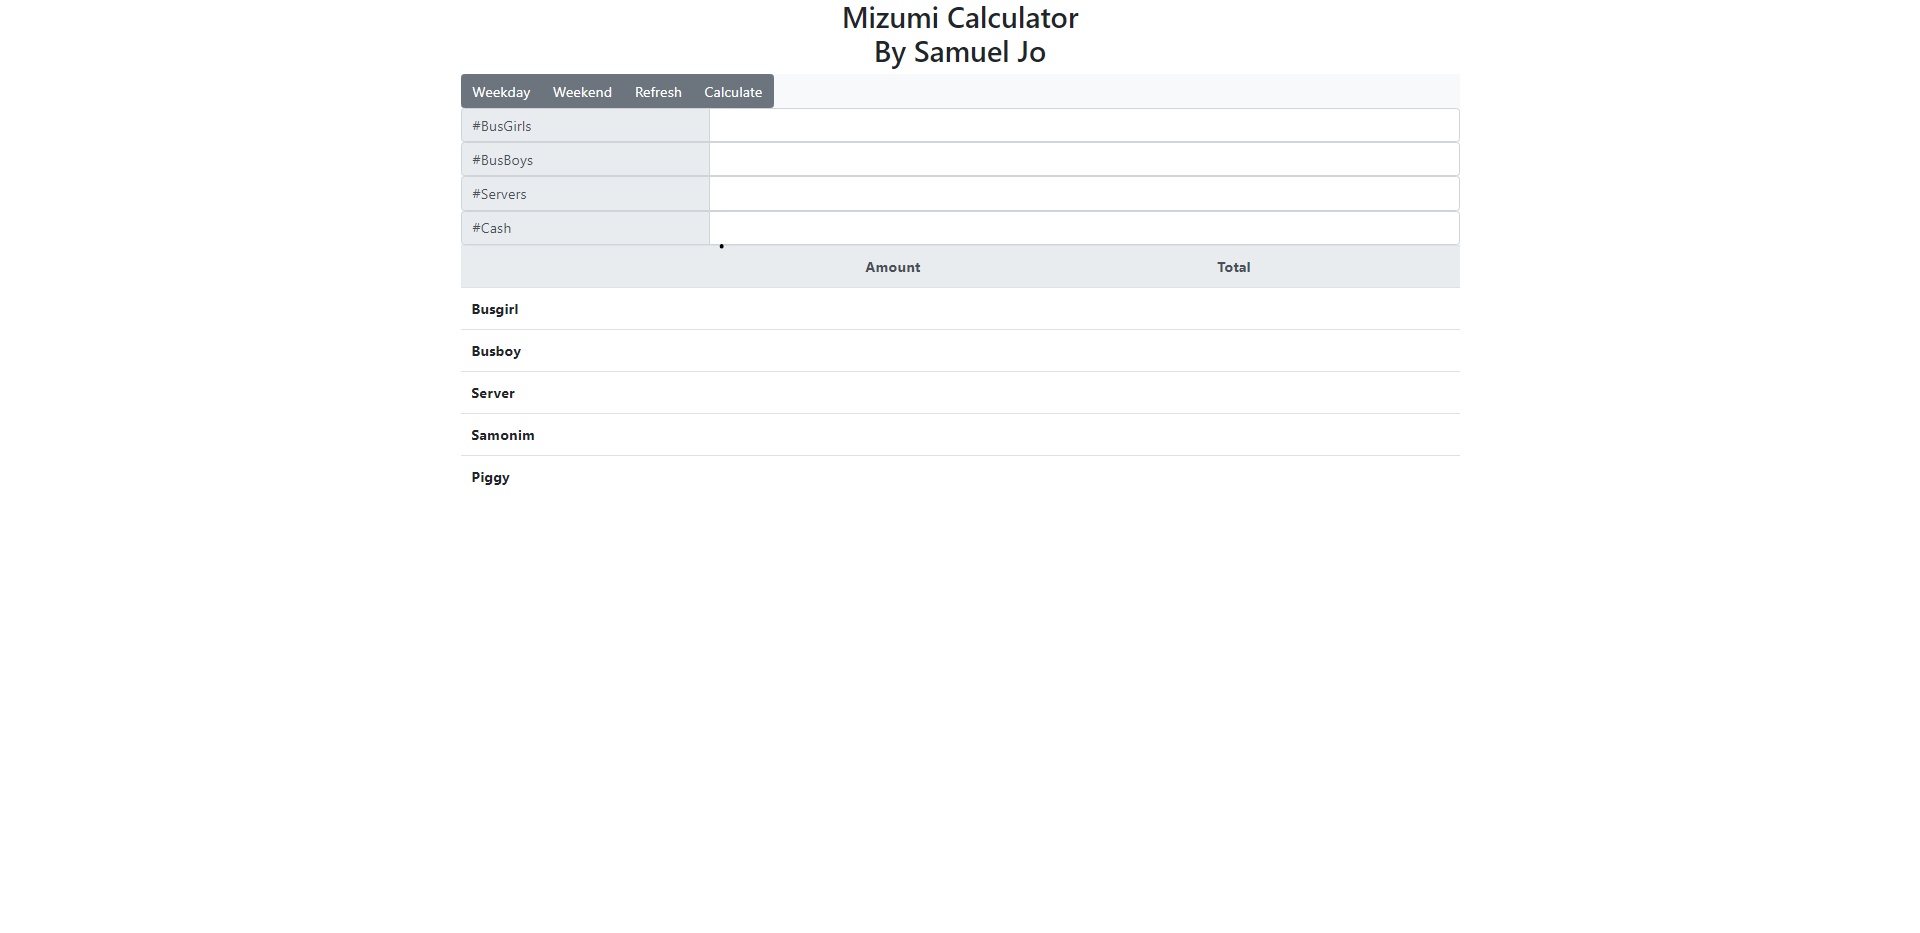 Mizumi Calculator
By Samuel Jo
Weekday Weekend Refresh Calculate
#BusGirls
#BusBoys
#Servers
#Cash
Amount Total
Busgirl
Busboy
Server
Samonim
Piggy